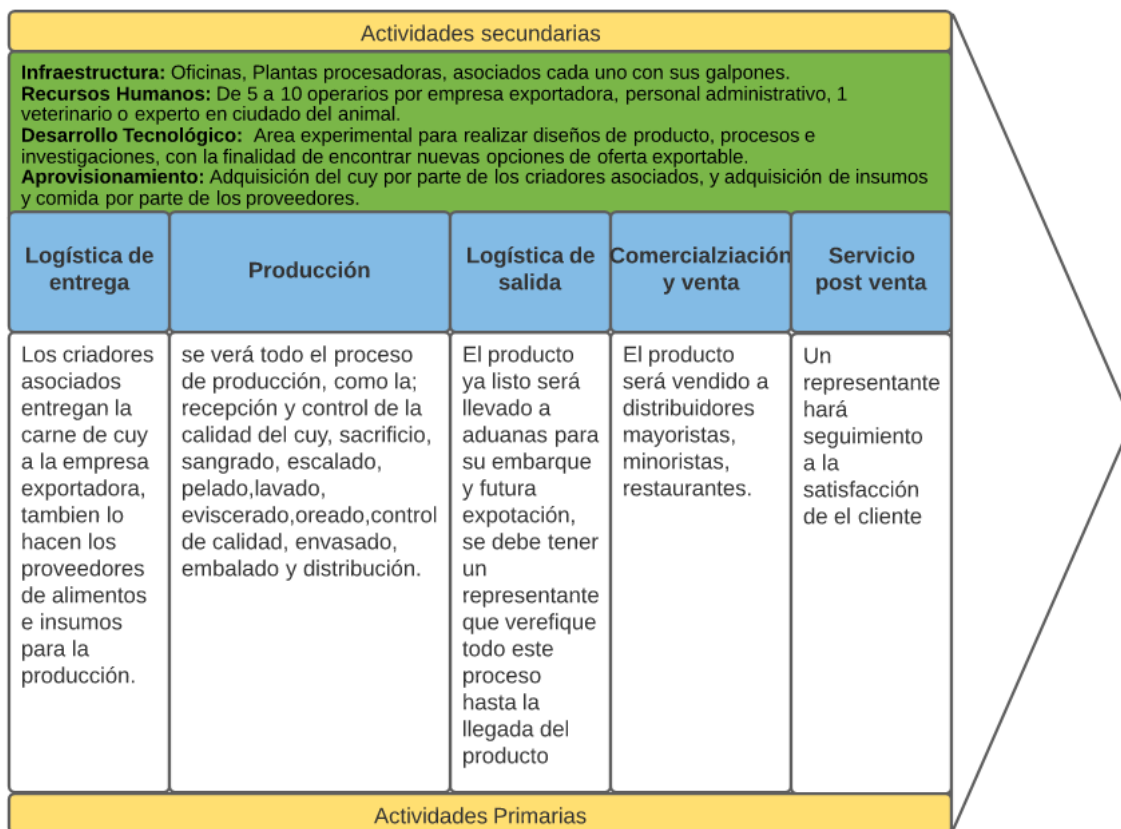 Actividades secundarias
Infraestructura: Oficinas, Plantas procesadoras, asociados cada uno con sus galpones.
Recursos Humanos: De 5 a 10 operarios por empresa exportadora, personal administrativo, 1
veterinario o experto en ciudado del animal.
Desarrollo Tecnológico: Area experimental para realizar diseños de producto, procesos e
investigaciones, con la finalidad de encontrar nuevas opciones de oferta exportable.
Aprovisionamiento: Adquisición del cuy por parte de los criadores asociados, y adquisición de insumos
y comida por parte de los proveedores.
Logística de
entrega
Producción
Logística de
salida
Comercialziación
y venta
Servicio
post venta
Los criadores
asociados
entregan la
carne de cuy
a la empresa
exportadora,
tambien lo
hacen los
proveedores
de alimentos
e insumos
para la
producción.
se verá todo el proceso
de producción, como la;
recepción y control de la
calidad del cuy, sacrificio,
sangrado, escalado,
pelado,lavado,
eviscerado,oreado,control
de calidad, envasado,
embalado y distribución.
El producto
ya listo será
llevado a
aduanas para
su embarque
y futura
expotación,
se debe tener
un
representante
que verefique
todo este
proceso
hasta la
llegada del
producto
El producto
será vendido a
distribuidores
mayoristas,
minoristas,
restaurantes.
Un
representante
hará
seguimiento
a la
satisfacción
de el cliente
Actividades Primarias